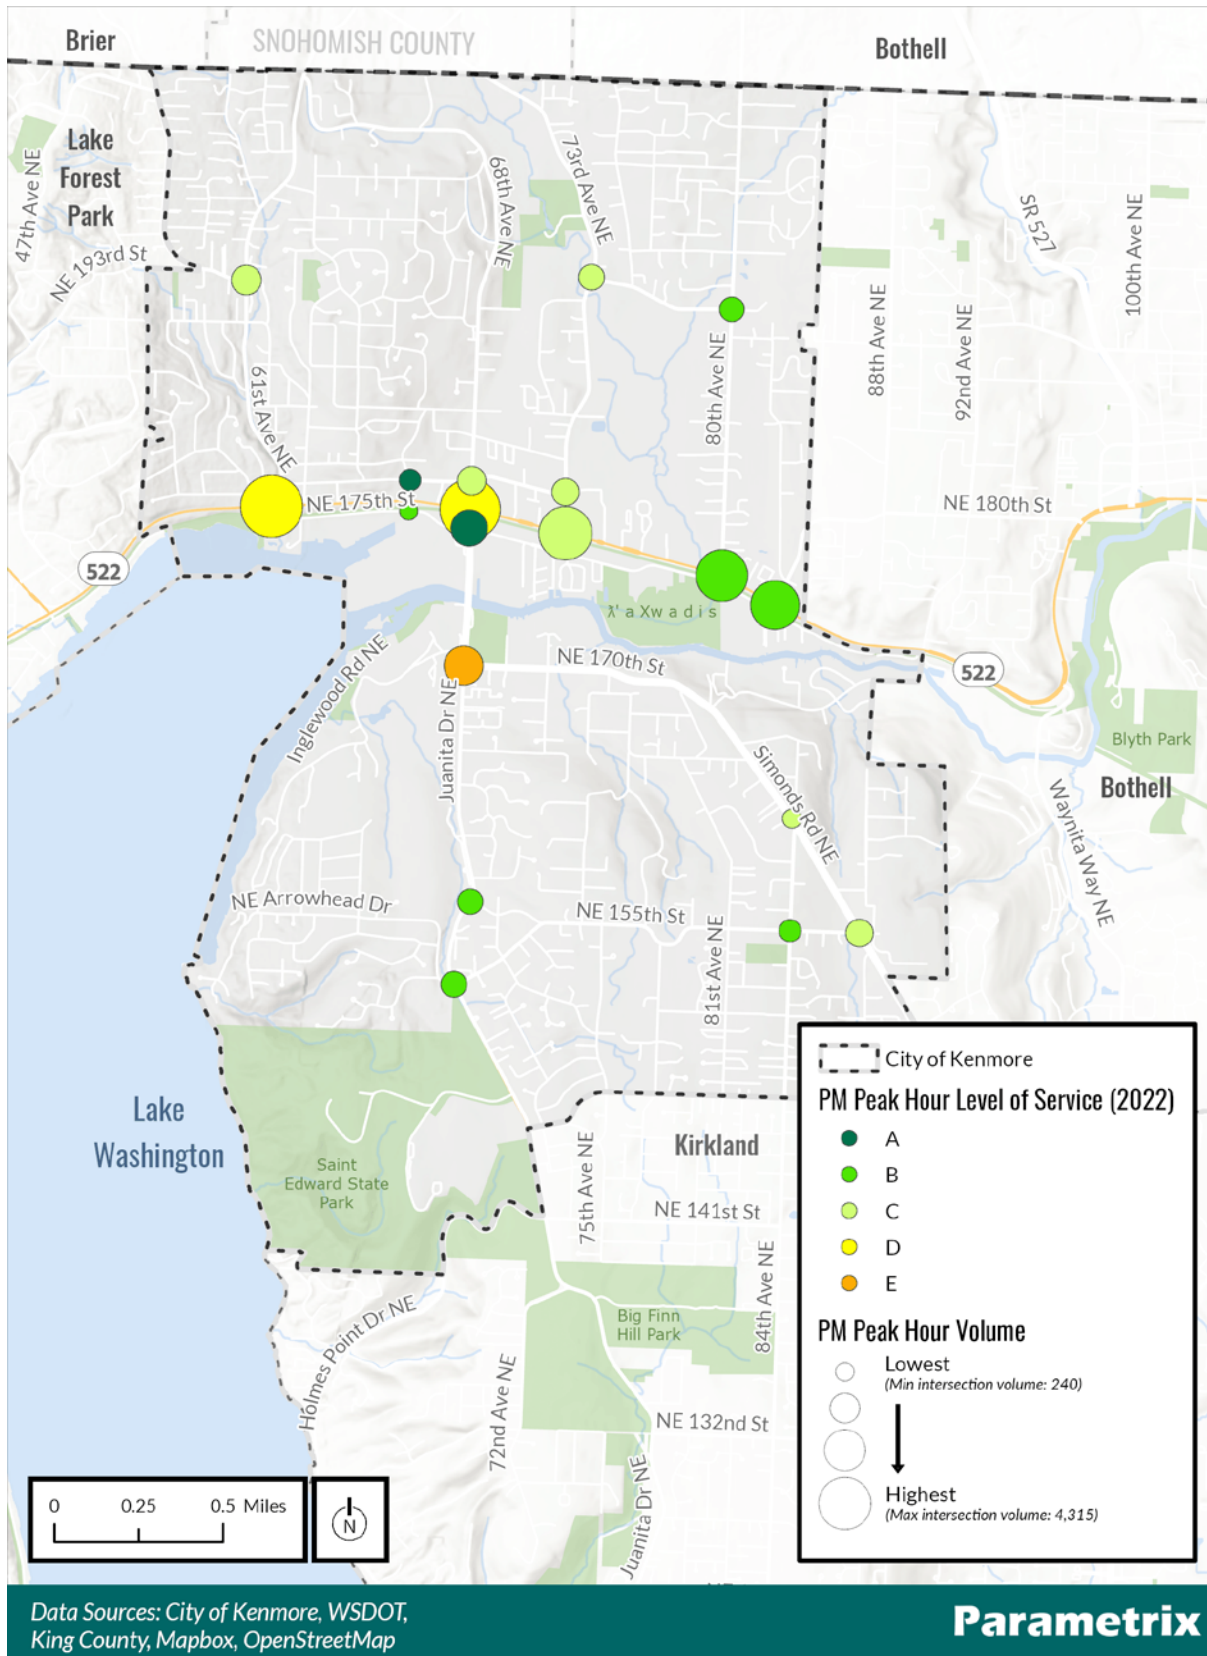 Brier
SNOHOMISH COUNTY
Bothell
Lake
Forest
Park
47th Ave NE
NE 193rd St
68th Ave NE
73rd Ave NE
SR 527
100th Ave NE
88th Ave NE
92nd Ave NE
80th Ave NE
61st Ave NE
NE 175th St
NE 180th St
522
ƛ' a X w a d i s
NE 170th St
522
Inglewood Rd NE
Juanita Dr NE
Simonds Rd NE
Blyth Park
Bothell
Waynita Way NE
NE Arrowhead Dr
NE 155th St
81st Ave NE
Lake
Washington
Saint
Edward State
Park
Kirkland
75th Ave NE
NE 141st St
84th Ave NE
Big Finn
Hill Park
Holmes Point Dr NE
72nd Ave NE
NE 132nd St
Juanita Dr NE
City of Kenmore
PM Peak Hour Level of Service (2022)
A
B
C
D
E
PM Peak Hour Volume
Lowest
(Min intersection volume: 240)
Highest
(Max intersection volume: 4,315)
0 0.25 0.5 Miles
N
Data Sources: City of Kenmore, WSDOT,
King County, Mapbox, OpenStreetMap
Parametrix